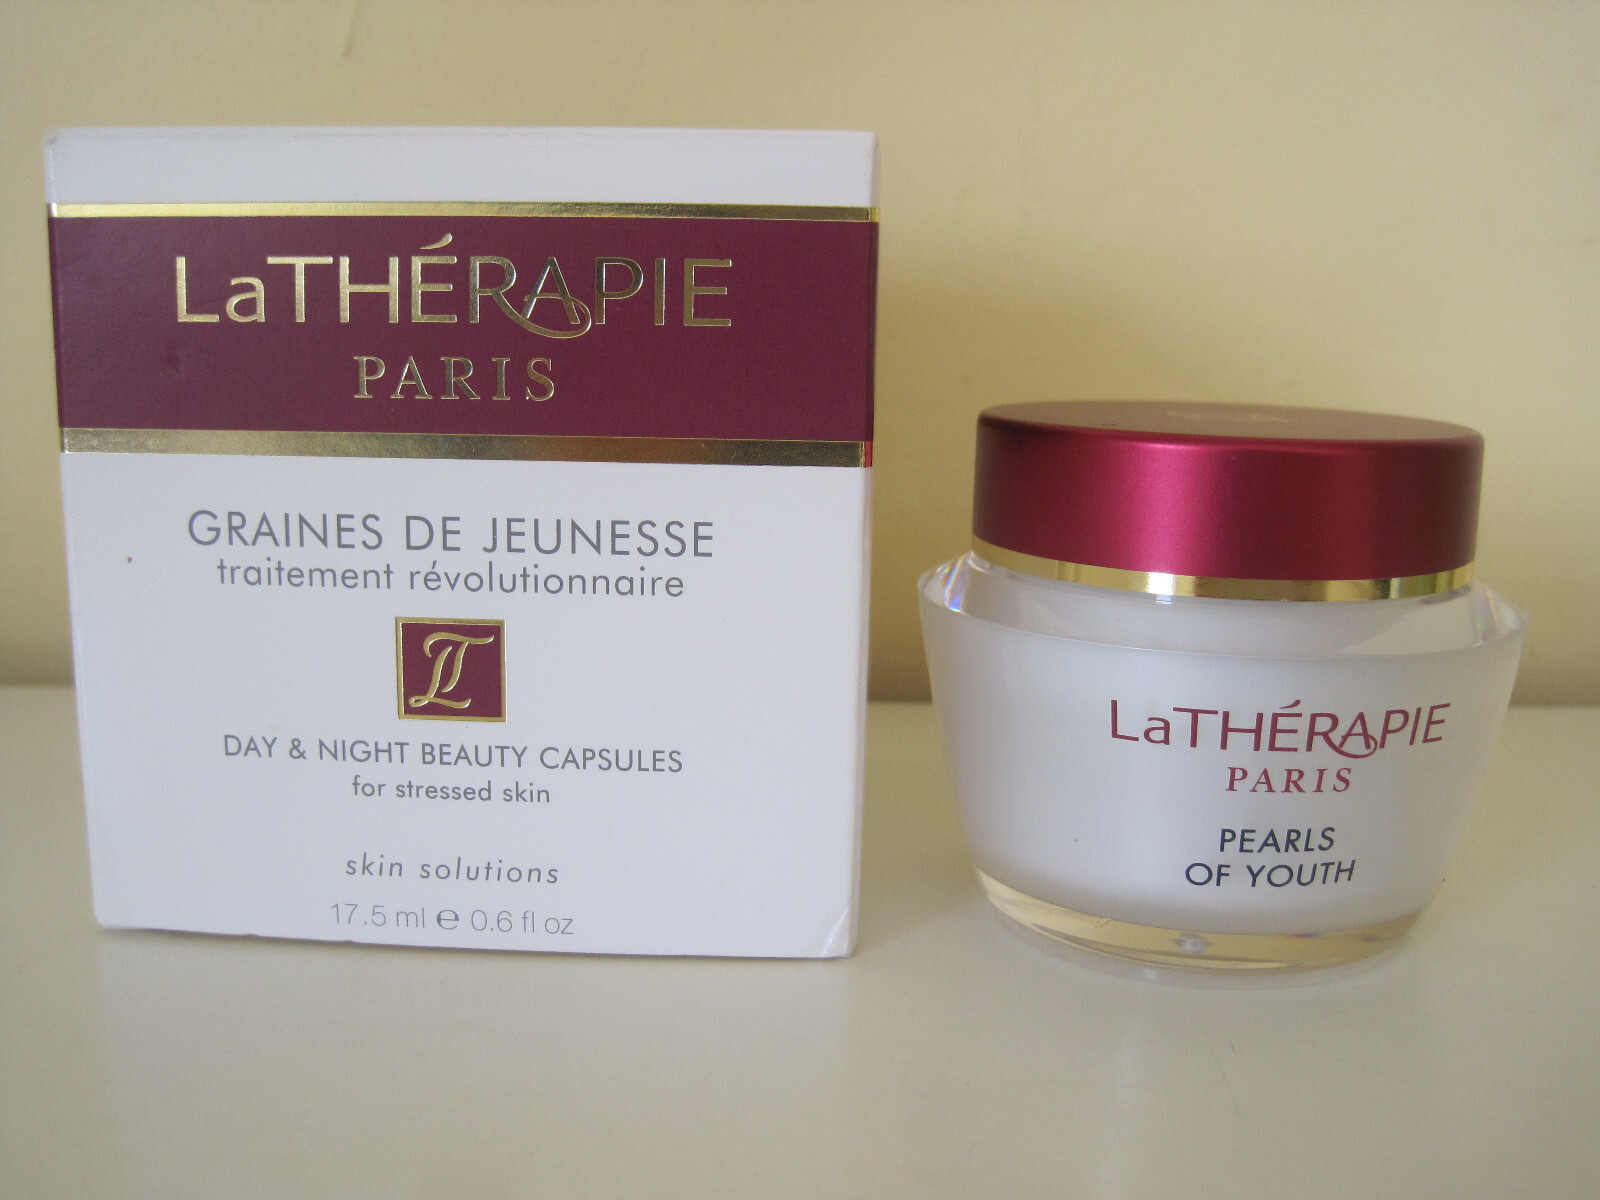 LaTHÉRAPIE
PARIS
GRAINES DE JEUNESSE
traitement révolutionnaire
LT
DAY & NIGHT BEAUTY CAPSULES
for stressed skin
skin solutions
17.5 ml ℮ 0.6 fl oz
LaTHÉRAPIE
PARIS
PEARLS
OF YOUTH